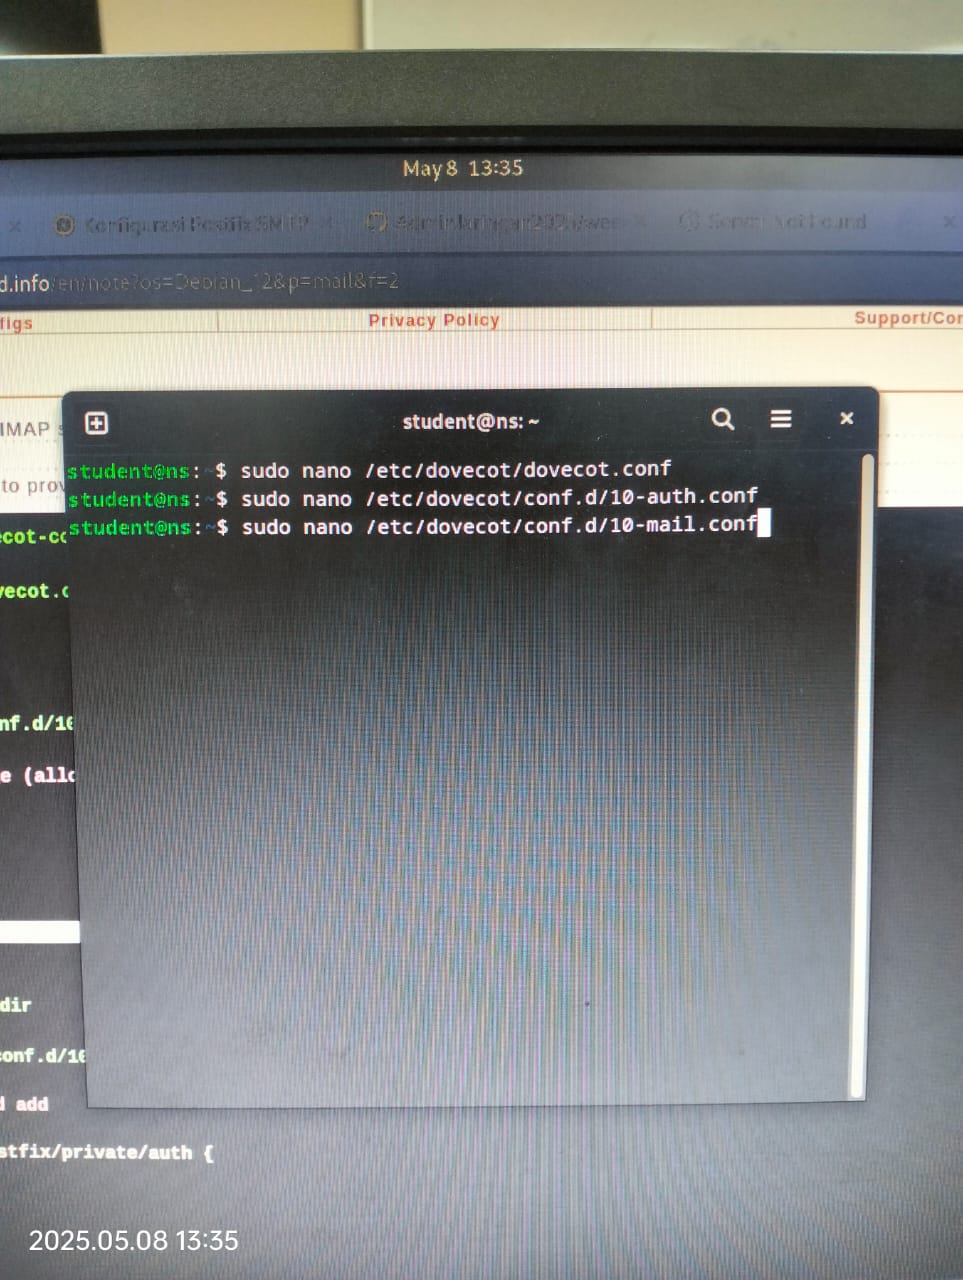 May 8 13:35
Konfigurasi Postfix SMTP
Server Not Found
d.info/en/note?os=Debian_12&p=mail&f=2
figs
Privacy Policy
Support/Cor
IMAP
student@ns: ~
to prov
student@ns:~$ sudo nano /etc/dovecot/dovecot.conf
student@ns:~$ sudo nano /etc/dovecot/conf.d/10-auth.conf
student@ns:~$ sudo nano /etc/dovecot/conf.d/10-mail.conf
ecot-co
vecot.c
nf.d/10
e (allo
dir
conf.d/10
d add
stfix/private/auth {
2025.05.08 13:35